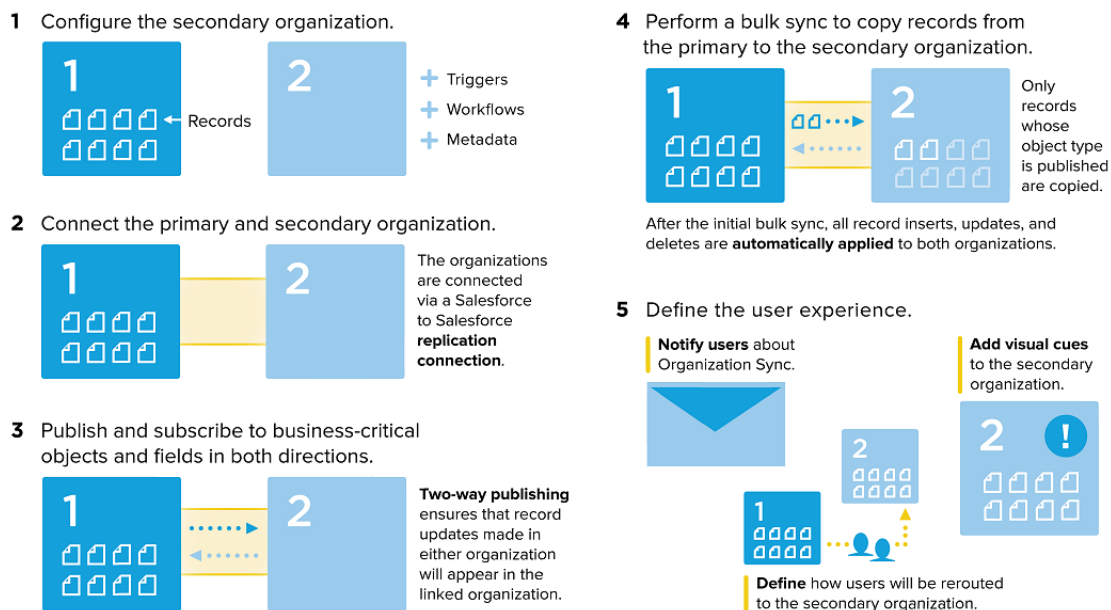 1 Configure the secondary organization.
1
Records
2
Triggers
Workflows
Metadata
2 Connect the primary and secondary organization.
1
2
The organizations
are connected
via a Salesforce
to Salesforce
replication
connection.
3 Publish and subscribe to business-critical
objects and fields in both directions.
1
2
Two-way publishing
ensures that record
updates made in
either organization
will appear in the
linked organization.
4 Perform a bulk sync to copy records from
the primary to the secondary organization.
1
2
Only
records
whose
object type
is published
are copied.
After the initial bulk sync, all record inserts, updates, and
deletes are automatically applied to both organizations.
5 Define the user experience.
Notify users about
Organization Sync.
Add visual cues
to the secondary
organization.
2
!
2
1
Define how users will be rerouted
to the secondary organization.